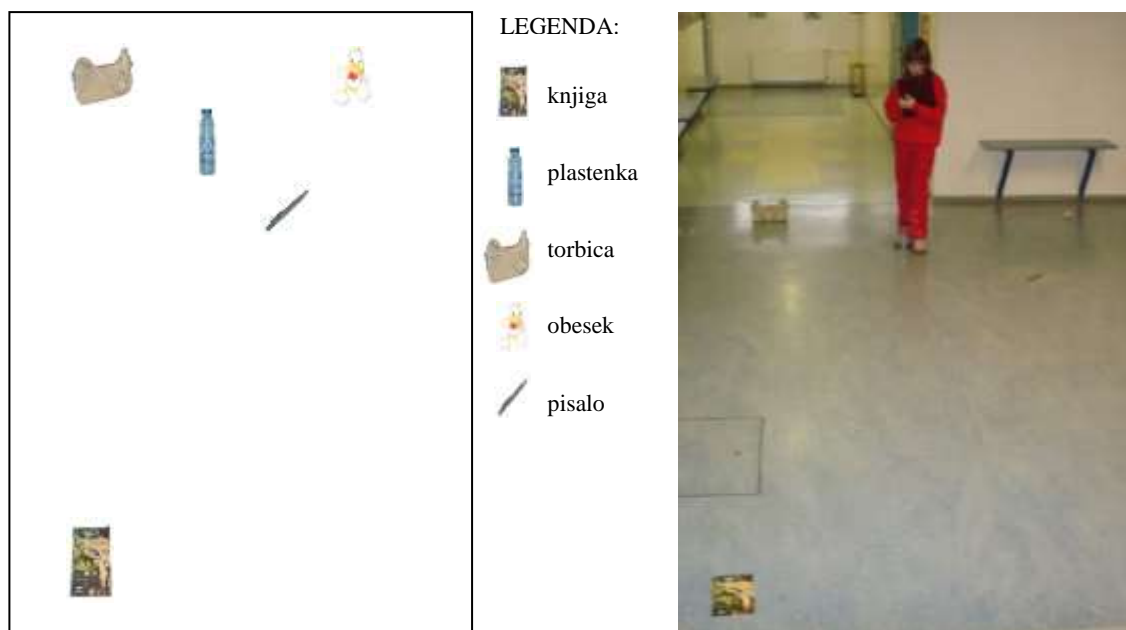 LEGENDA:
knjiga
plastenka
torbica
obesek
pisalo